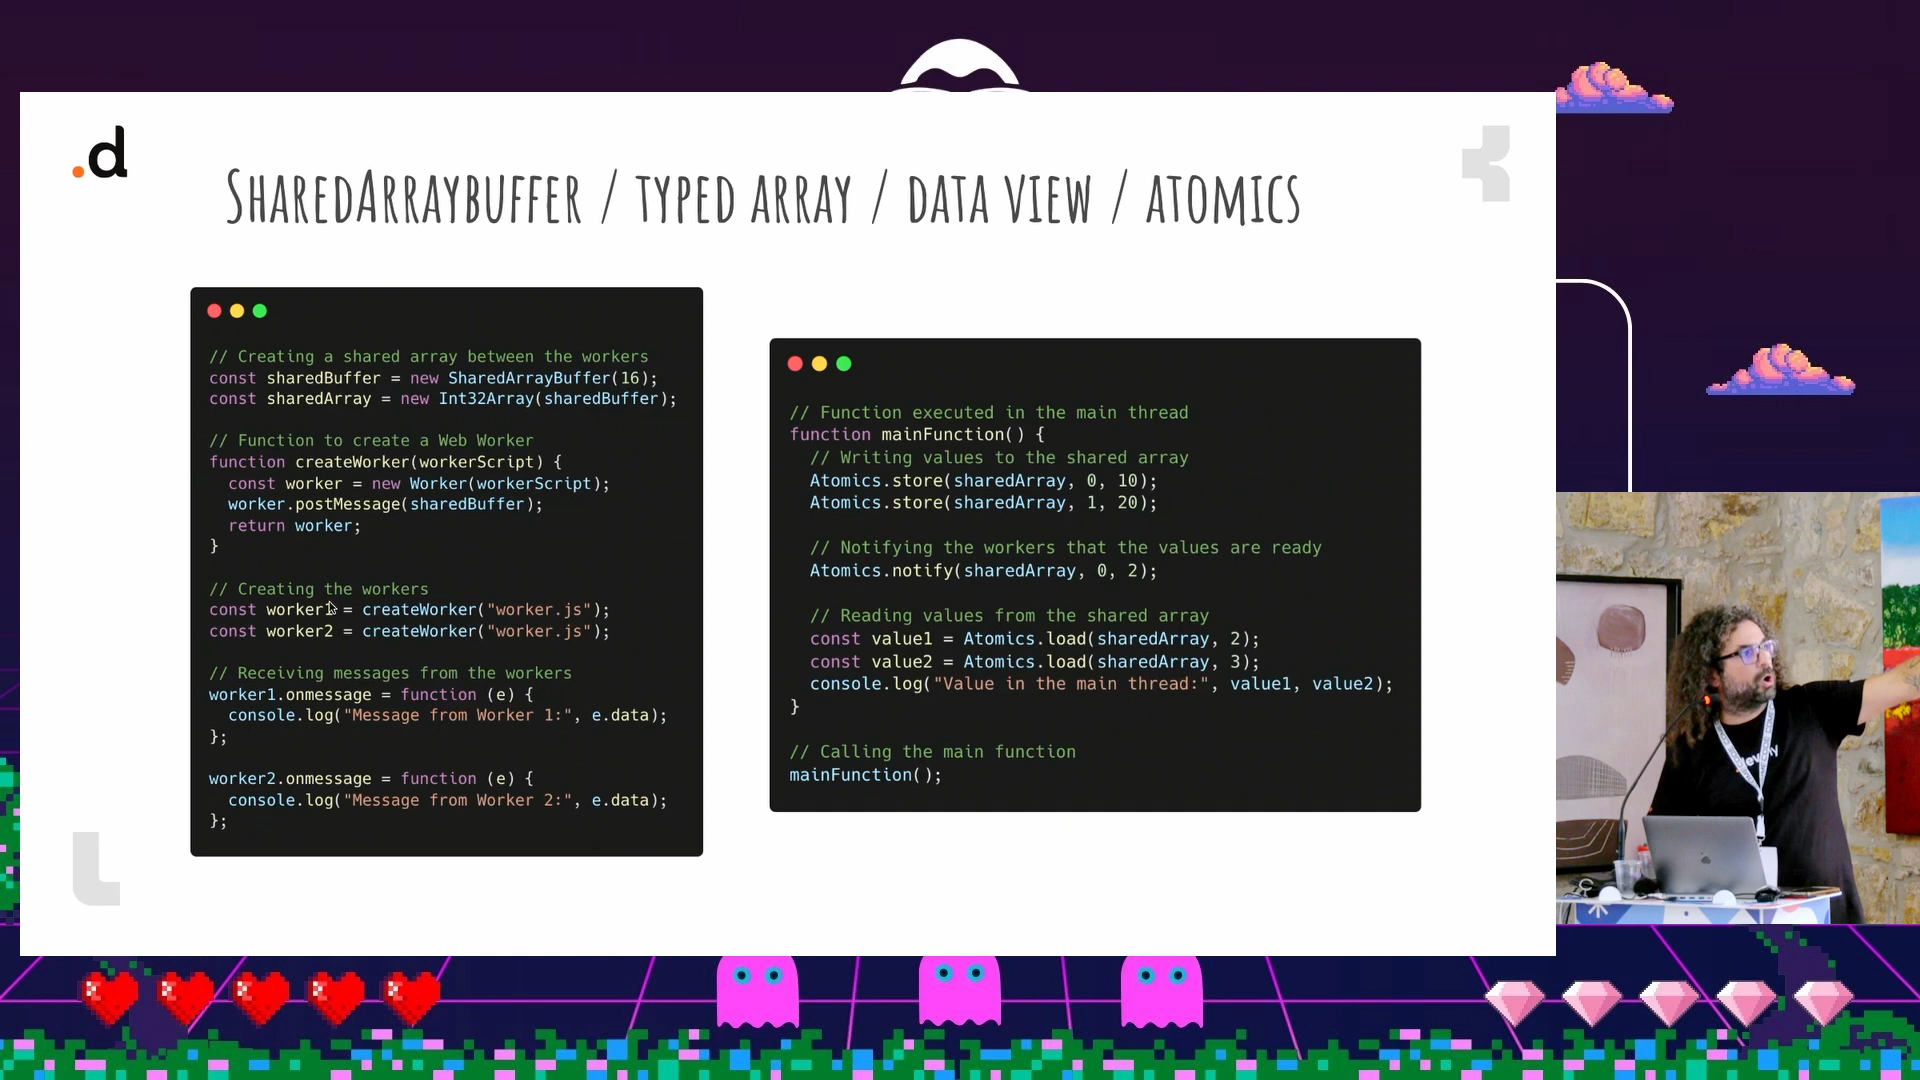 .d
SharedArraybuffer / typed array / data view / atomics
// Creating a shared array between the workers
const sharedBuffer = new SharedArrayBuffer(16);
const sharedArray = new Int32Array(sharedBuffer);
// Function to create a Web Worker
function createWorker(workerScript) {
  const worker = new Worker(workerScript);
  worker.postMessage(sharedBuffer);
  return worker;
}
// Creating the workers
const worker1 = createWorker("worker.js");
const worker2 = createWorker("worker.js");
// Receiving messages from the workers
worker1.onmessage = function (e) {
  console.log("Message from Worker 1:", e.data);
};
worker2.onmessage = function (e) {
  console.log("Message from Worker 2:", e.data);
};
// Function executed in the main thread
function mainFunction() {
  // Writing values to the shared array
  Atomics.store(sharedArray, 0, 10);
  Atomics.store(sharedArray, 1, 20);
  // Notifying the workers that the values are ready
  Atomics.notify(sharedArray, 0, 2);
  // Reading values from the shared array
  const value1 = Atomics.load(sharedArray, 2);
  const value2 = Atomics.load(sharedArray, 3);
  console.log("Value in the main thread:", value1, value2);
}
// Calling the main function
mainFunction();